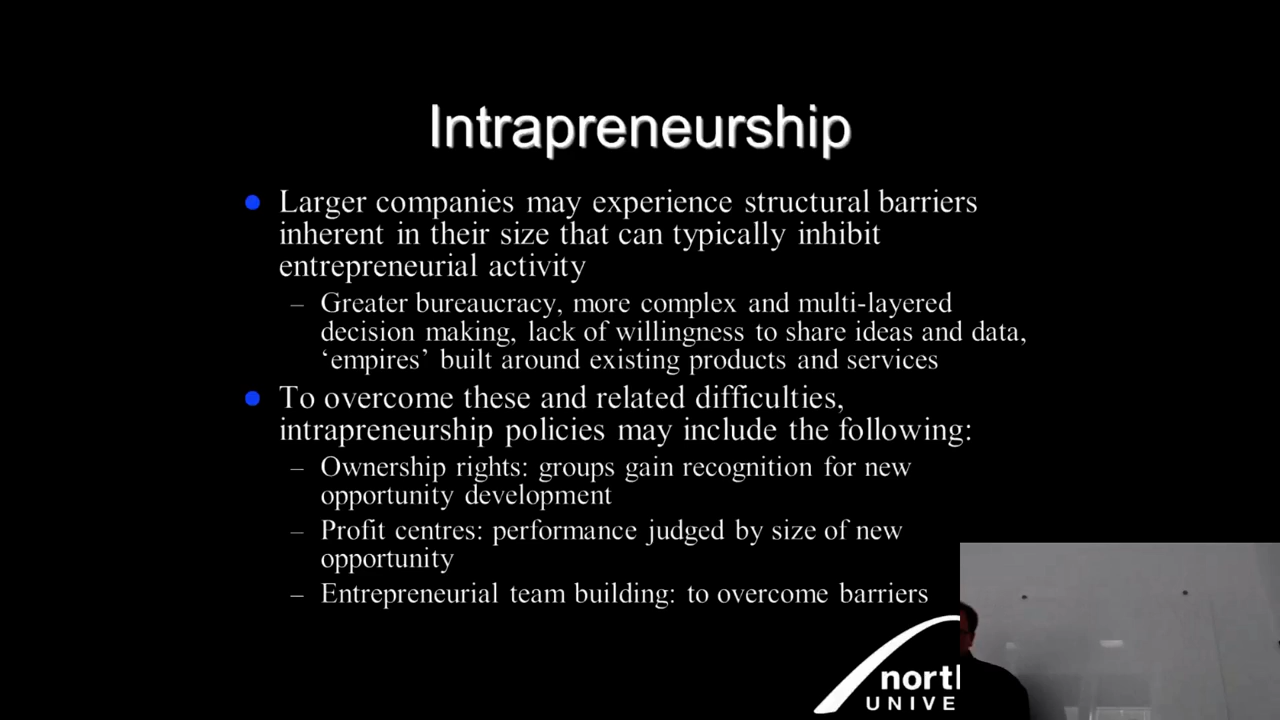 Intrapreneurship
● Larger companies may experience structural barriers
inherent in their size that can typically inhibit
entrepreneurial activity
– Greater bureaucracy, more complex and multi-layered
decision making, lack of willingness to share ideas and data,
‘empires’ built around existing products and services
● To overcome these and related difficulties,
intrapreneurship policies may include the following:
– Ownership rights: groups gain recognition for new
opportunity development
– Profit centres: performance judged by size of new
opportunity
– Entrepreneurial team building: to overcome barriers